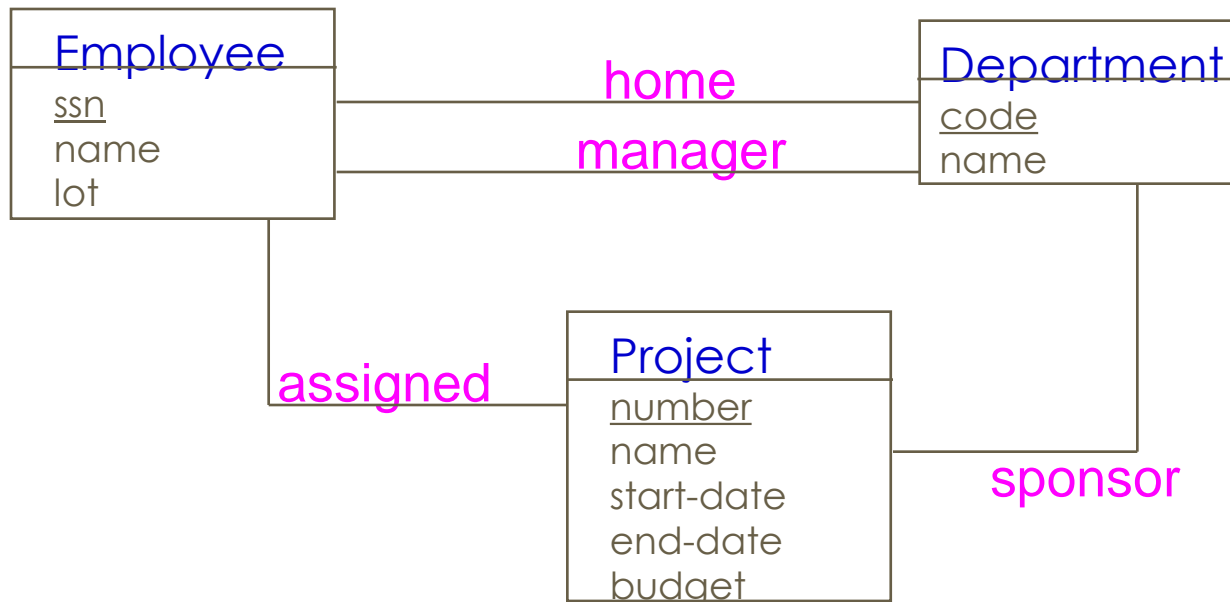 Employee
ssn
name
lot
home
manager
Department
code
name
assigned
Project
number
name
start-date
end-date
budget
sponsor